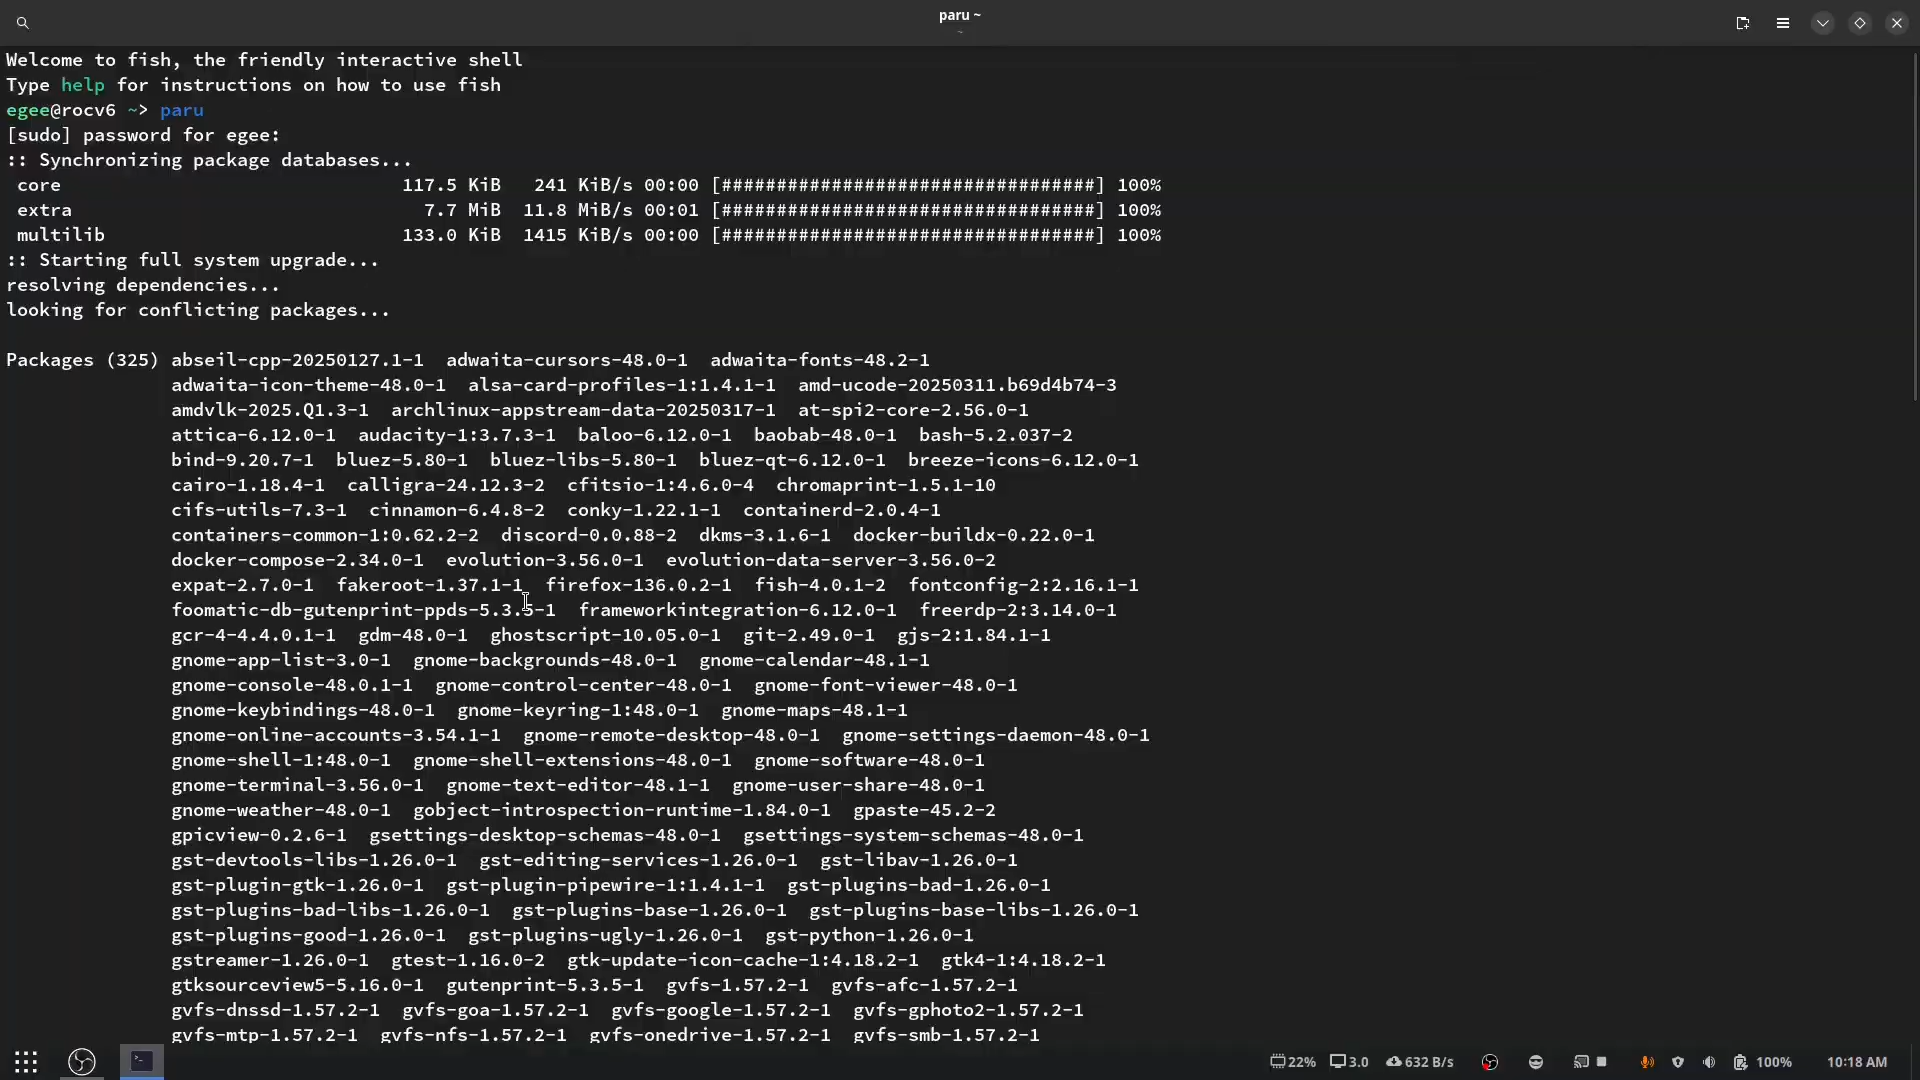 paru ~
~
Welcome to fish, the friendly interactive shell
Type help for instructions on how to use fish
egee@rocv6 ~> paru
[sudo] password for egee:
:: Synchronizing package databases...
core 117.5 KiB 241 KiB/s 00:00 [##################################] 100%
extra 7.7 MiB 11.8 MiB/s 00:01 [##################################] 100%
multilib 133.0 KiB 1415 KiB/s 00:00 [##################################] 100%
:: Starting full system upgrade...
resolving dependencies...
looking for conflicting packages...
Packages (325) abseil-cpp-20250127.1-1 adwaita-cursors-48.0-1 adwaita-fonts-48.2-1
adwaita-icon-theme-48.0-1 alsa-card-profiles-1:1.4.1-1 amd-ucode-20250311.b69d4b74-3
amdvlk-2025.Q1.3-1 archlinux-appstream-data-20250317-1 at-spi2-core-2.56.0-1
attica-6.12.0-1 audacity-1:3.7.3-1 baloo-6.12.0-1 baobab-48.0-1 bash-5.2.037-2
bind-9.20.7-1 bluez-5.80-1 bluez-libs-5.80-1 bluez-qt-6.12.0-1 breeze-icons-6.12.0-1
cairo-1.18.4-1 calligra-24.12.3-2 cfitsio-1:4.6.0-4 chromaprint-1.5.1-10
cifs-utils-7.3-1 cinnamon-6.4.8-2 conky-1.22.1-1 containerd-2.0.4-1
containers-common-1:0.62.2-2 discord-0.0.88-2 dkms-3.1.6-1 docker-buildx-0.22.0-1
docker-compose-2.34.0-1 evolution-3.56.0-1 evolution-data-server-3.56.0-2
expat-2.7.0-1 fakeroot-1.37.1-1 firefox-136.0.2-1 fish-4.0.1-2 fontconfig-2:2.16.1-1
foomatic-db-gutenprint-ppds-5.3.5-1 frameworkintegration-6.12.0-1 freerdp-2:3.14.0-1
gcr-4-4.4.0.1-1 gdm-48.0-1 ghostscript-10.05.0-1 git-2.49.0-1 gjs-2:1.84.1-1
gnome-app-list-3.0-1 gnome-backgrounds-48.0-1 gnome-calendar-48.1-1
gnome-console-48.0.1-1 gnome-control-center-48.0-1 gnome-font-viewer-48.0-1
gnome-keybindings-48.0-1 gnome-keyring-1:48.0-1 gnome-maps-48.1-1
gnome-online-accounts-3.54.1-1 gnome-remote-desktop-48.0-1 gnome-settings-daemon-48.0-1
gnome-shell-1:48.0-1 gnome-shell-extensions-48.0-1 gnome-software-48.0-1
gnome-terminal-3.56.0-1 gnome-text-editor-48.1-1 gnome-user-share-48.0-1
gnome-weather-48.0-1 gobject-introspection-runtime-1.84.0-1 gpaste-45.2-2
gpicview-0.2.6-1 gsettings-desktop-schemas-48.0-1 gsettings-system-schemas-48.0-1
gst-devtools-libs-1.26.0-1 gst-editing-services-1.26.0-1 gst-libav-1.26.0-1
gst-plugin-gtk-1.26.0-1 gst-plugin-pipewire-1:1.4.1-1 gst-plugins-bad-1.26.0-1
gst-plugins-bad-libs-1.26.0-1 gst-plugins-base-1.26.0-1 gst-plugins-base-libs-1.26.0-1
gst-plugins-good-1.26.0-1 gst-plugins-ugly-1.26.0-1 gst-python-1.26.0-1
gstreamer-1.26.0-1 gtest-1.16.0-2 gtk-update-icon-cache-1:4.18.2-1 gtk4-1:4.18.2-1
gtksourceview5-5.16.0-1 gutenprint-5.3.5-1 gvfs-1.57.2-1 gvfs-afc-1.57.2-1
gvfs-dnssd-1.57.2-1 gvfs-goa-1.57.2-1 gvfs-google-1.57.2-1 gvfs-gphoto2-1.57.2-1
gvfs-mtp-1.57.2-1 gvfs-nfs-1.57.2-1 gvfs-onedrive-1.57.2-1 gvfs-smb-1.57.2-1
22% 3.0 632 B/s 100% 10:18 AM